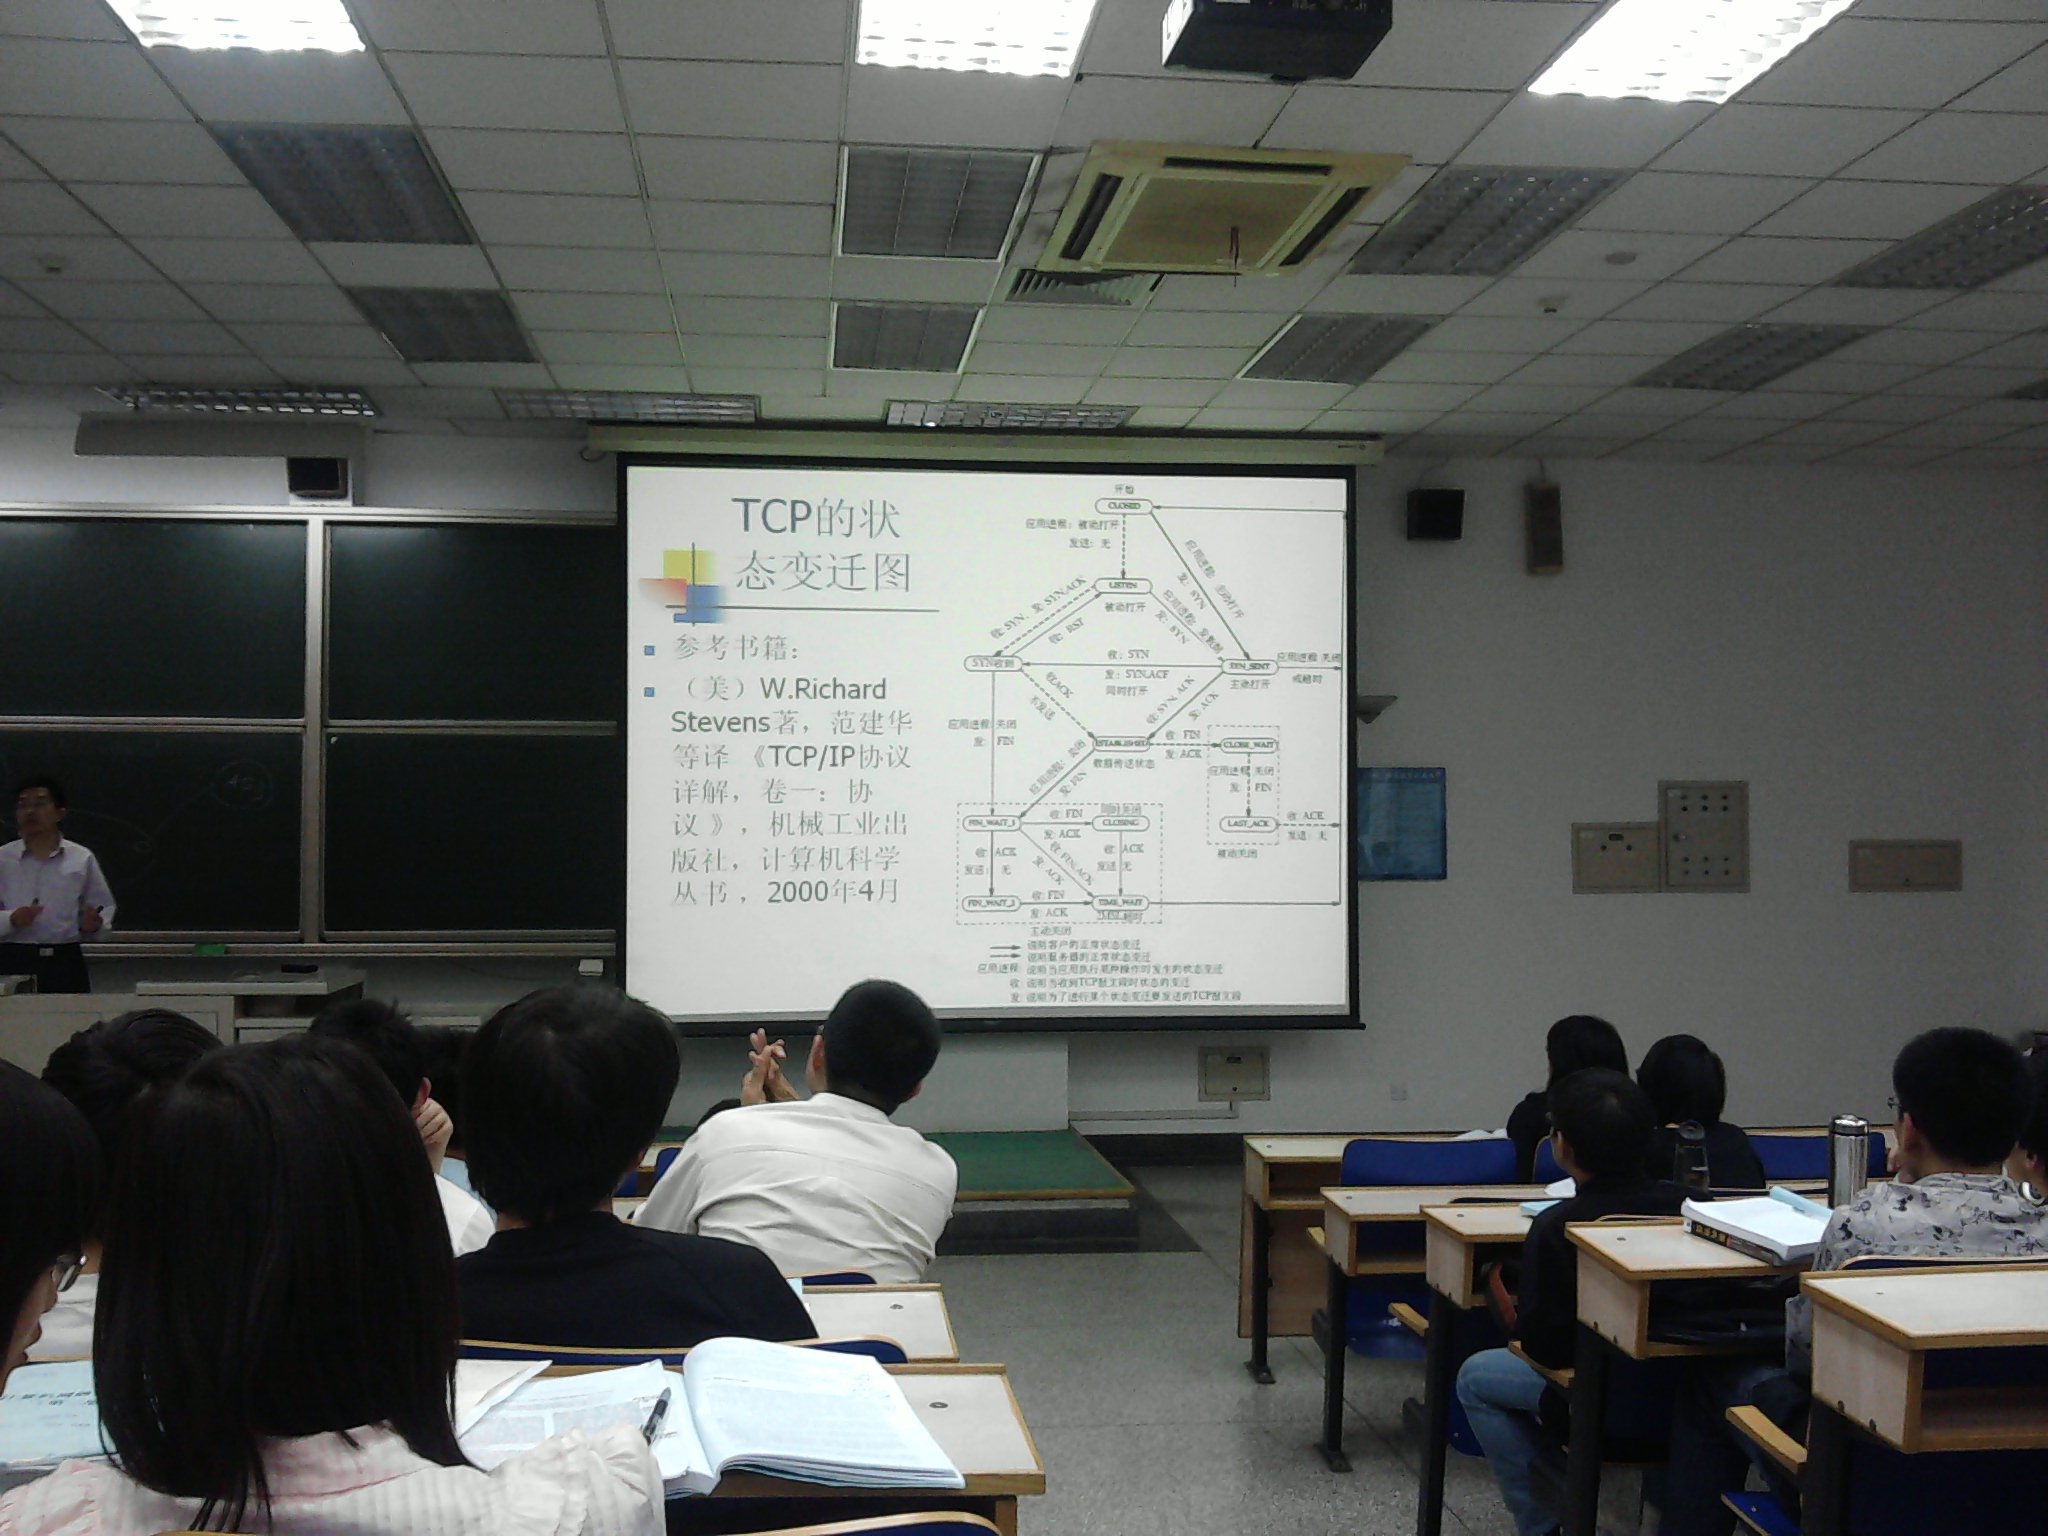 TCP的状
态变迁图
参考书籍：
（美）W.Richard
Stevens著，范建华
等译 《TCP/IP协议
详解，卷一：协
议 》，机械工业出
版社，计算机科学
丛书 ，2000年4月
开始
CLOSED
应用进程：被动打开
发送：无
应用进程：主动打开
发：SYN
LISTEN
被动打开
收：SYN，发：SYN,ACK
收：RST
应用进程：发数据
发：SYN
SYN收到
收：SYN
发：SYN,ACK
同时打开
SYN_SENT
主动打开
应用进程 关闭
或超时
收ACK
不发送
收：SYN, ACK
发：ACK
应用进程 关闭
发： FIN
ESTABLISHED
数据传送状态
收：FIN
发：ACK
CLOSE_WAIT
应用进程 关闭
发： FIN
LAST_ACK
收 ACK
发送 无
被动关闭
应用进程：关闭
发：FIN
FIN_WAIT_1
收 FIN
发：ACK
同时关闭
CLOSING
收：ACK
发送：无
收：FIN,ACK
发：ACK
收：ACK
发送：无
FIN_WAIT_2
收：FIN
发：ACK
TIME_WAIT
2MSL超时
主动关闭
说明客户的正常状态变迁
说明服务器的正常状态变迁
应用进程：说明当应用执行某种操作时发生的状态变迁
收：说明当收到TCP报文段时状态的变迁
发：说明为了进行某个状态变迁要发送的TCP报文段